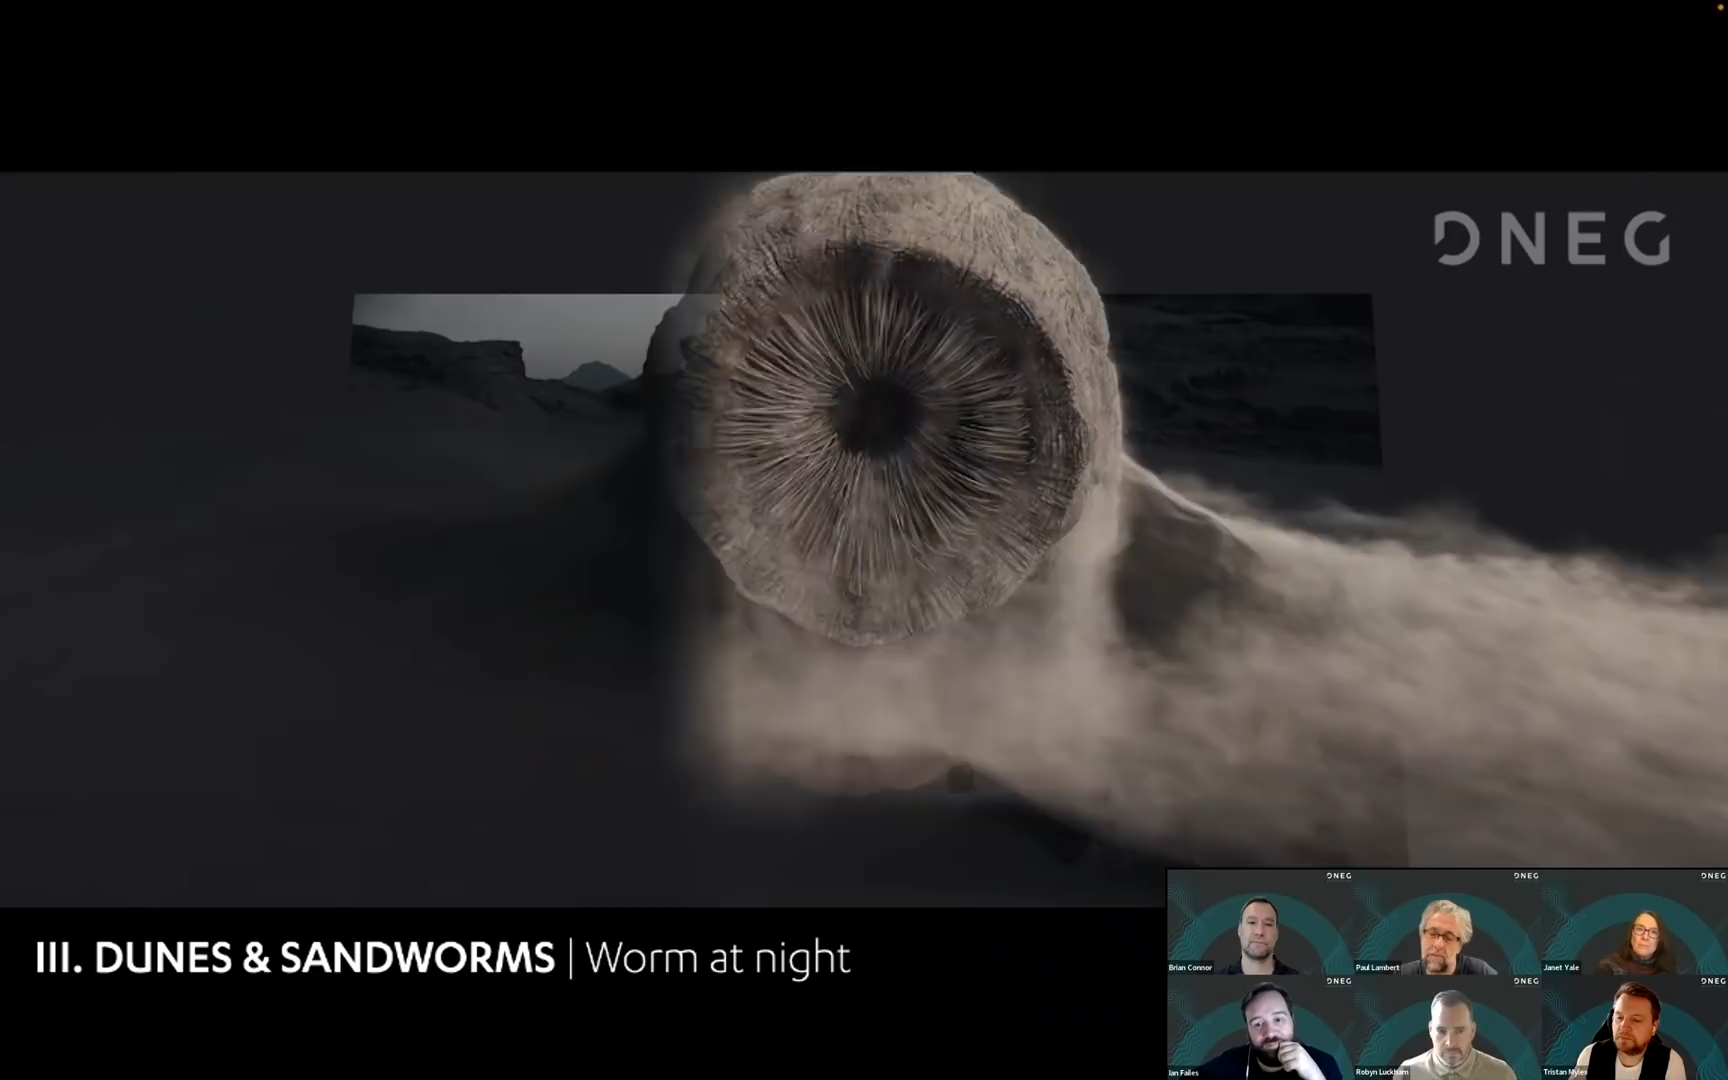 DNEG
III. DUNES & SANDWORMS | Worm at night
DNEG
DNEG
DNEG
Brian Connor
Paul Lambert
Janet Yale
DNEG
DNEG
DNEG
Ian Failes
Robyn Luckham
Tristan Myles